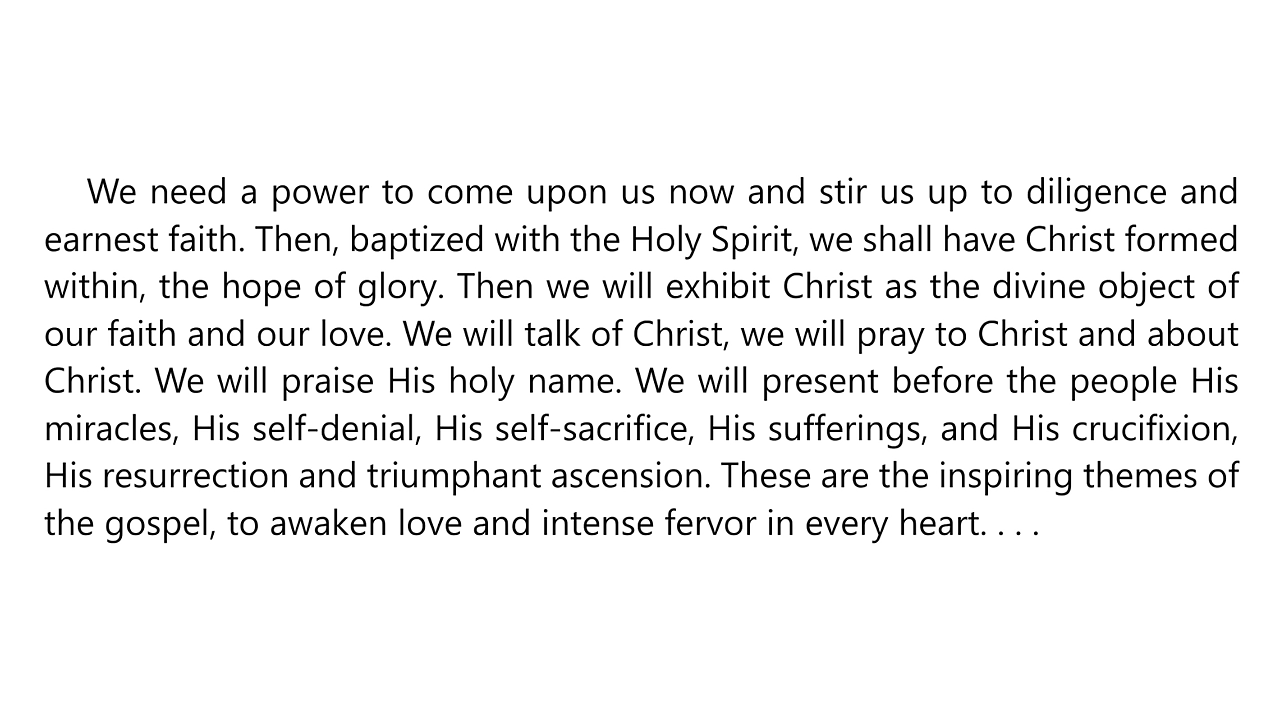 We need a power to come upon us now and stir us up to diligence and
earnest faith. Then, baptized with the Holy Spirit, we shall have Christ formed
within, the hope of glory. Then we will exhibit Christ as the divine object of
our faith and our love. We will talk of Christ, we will pray to Christ and about
Christ. We will praise His holy name. We will present before the people His
miracles, His self-denial, His self-sacrifice, His sufferings, and His crucifixion,
His resurrection and triumphant ascension. These are the inspiring themes of
the gospel, to awaken love and intense fervor in every heart. . . .